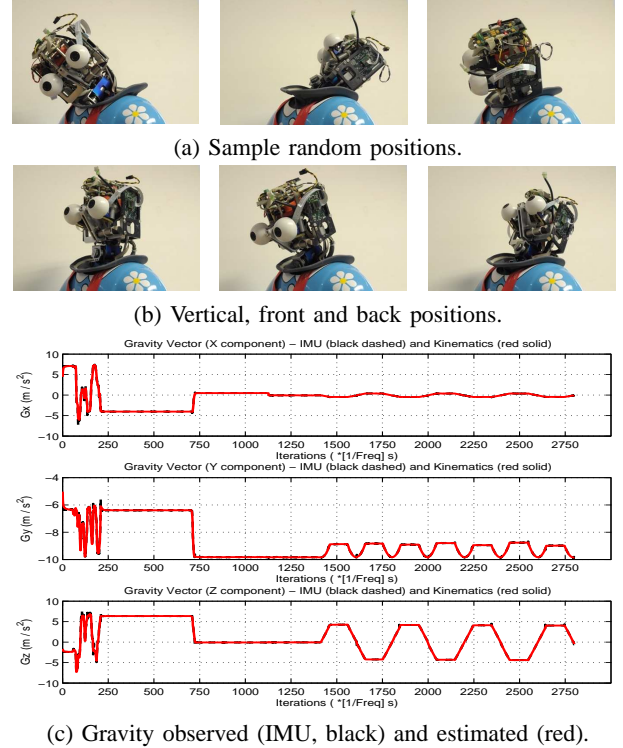 (a) Sample random positions.
(b) Vertical, front and back positions.
Gravity Vector (X component) – IMU (black dashed) and Kinematics (red solid)
10
5
0
−5
−10
Gx (m / s²)
0 250 500 750 1000 1250 1500 1750 2000 2250 2500 2750
Iterations ( *[1/Freq] s)
Gravity Vector (Y component) – IMU (black dashed) and Kinematics (red solid)
−4
−6
−8
−10
Gy (m / s²)
0 250 500 750 1000 1250 1500 1750 2000 2250 2500 2750
Iterations ( *[1/Freq] s)
Gravity Vector (Z component) – IMU (black dashed) and Kinematics (red solid)
10
5
0
−5
−10
Gz (m / s²)
0 250 500 750 1000 1250 1500 1750 2000 2250 2500 2750
Iterations ( *[1/Freq] s)
(c) Gravity observed (IMU, black) and estimated (red).